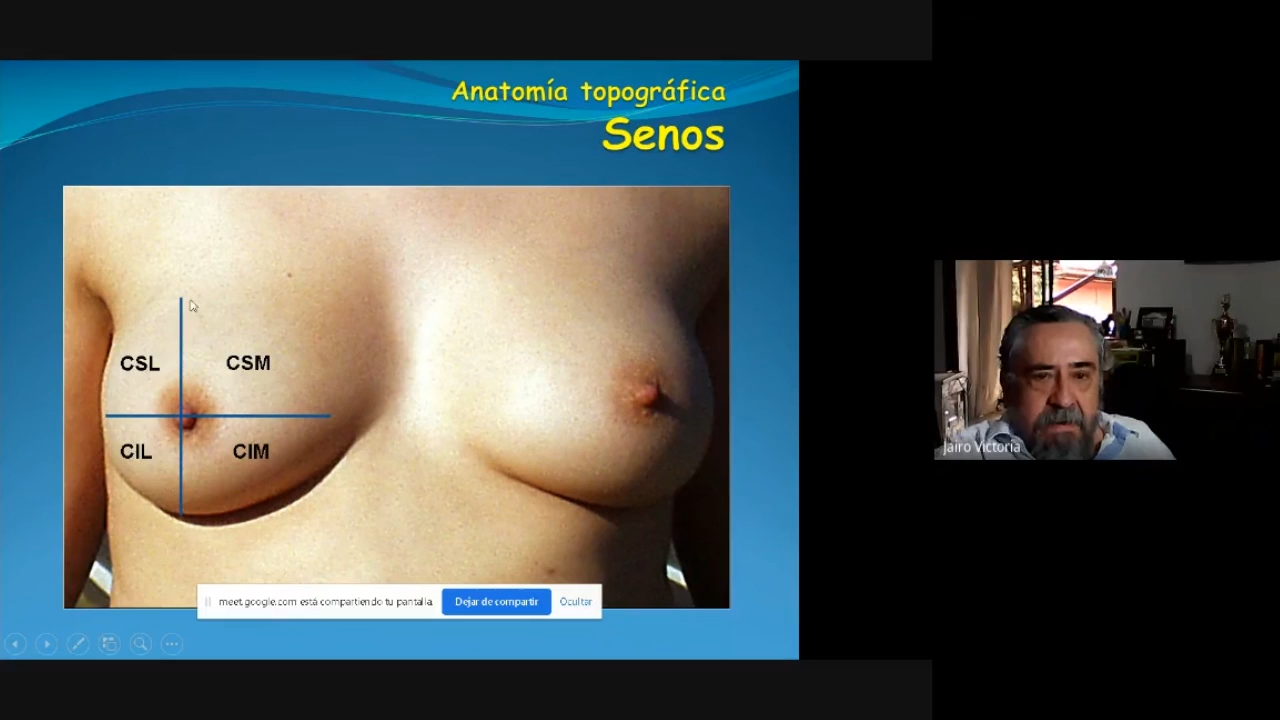 Anatomía topográfica
Senos
CSL
CSM
CIL
CIM
meet.google.com está compartiendo tu pantalla.
Dejar de compartir
Ocultar
Jairo Victoria